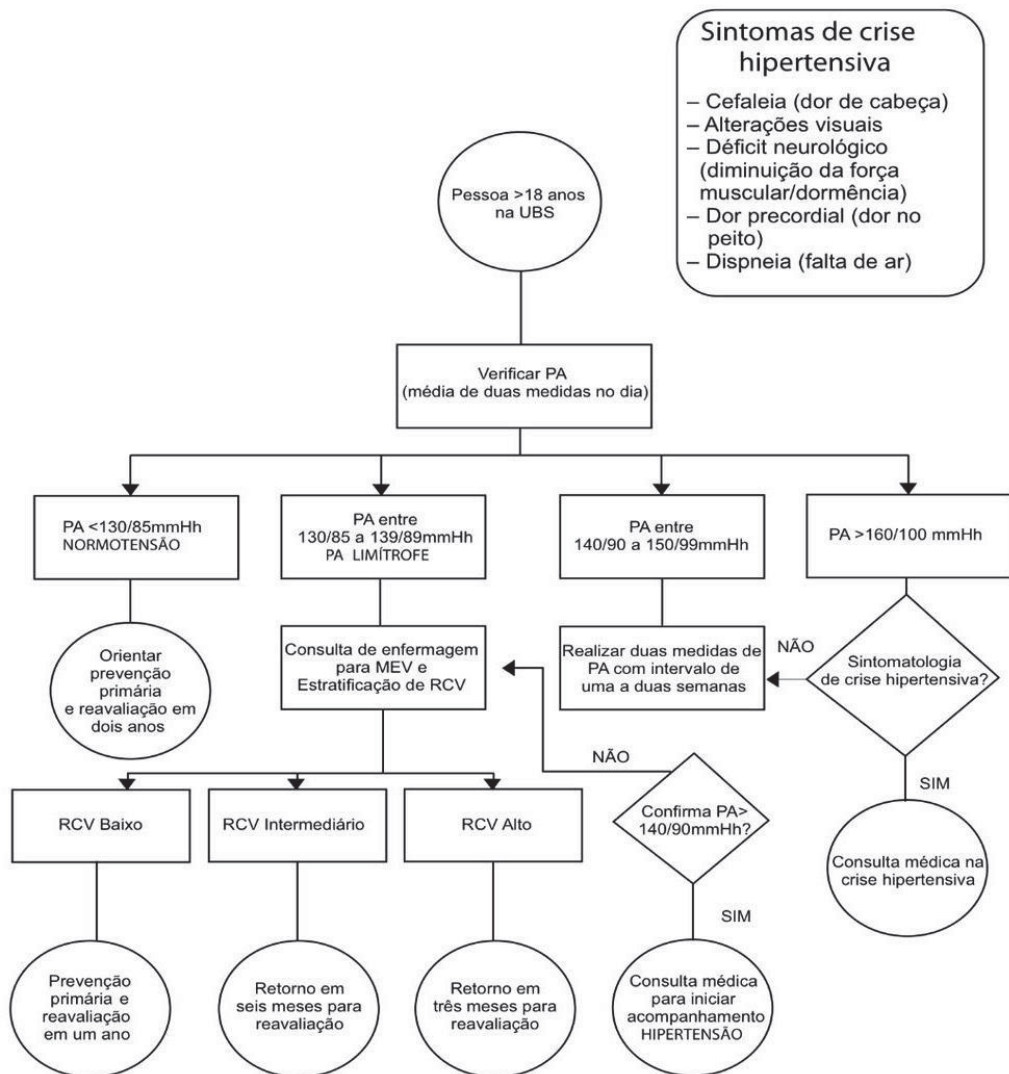 Sintomas de crise
hipertensiva
– Cefaleia (dor de cabeça)
– Alterações visuais
– Déficit neurológico
(diminuição da força
muscular/dormência)
– Dor precordial (dor no
peito)
– Dispneia (falta de ar)
Pessoa >18 anos
na UBS
Verificar PA
(média de duas medidas no dia)
PA <130/85mmHh
NORMOTENSÃO
PA entre
130/85 a 139/89mmHh
PA LIMÍTROFE
PA entre
140/90 a 150/99mmHh
PA >160/100 mmHh
Orientar
prevenção
primária
e reavaliação em
dois anos
Consulta de enfermagem
para MEV e
Estratificação de RCV
Realizar duas medidas de
PA com intervalo de
uma a duas semanas
NÃO
Sintomatologia
de crise hipertensiva?
NÃO
SIM
RCV Baixo
RCV Intermediário
RCV Alto
Confirma PA>
140/90mmHh?
Consulta médica na
crise hipertensiva
SIM
Prevenção
primária e
reavaliação
em um ano
Retorno em
seis meses para
reavaliação
Retorno em
três meses para
reavaliação
Consulta médica
para iniciar
acompanhamento
HIPERTENSÃO